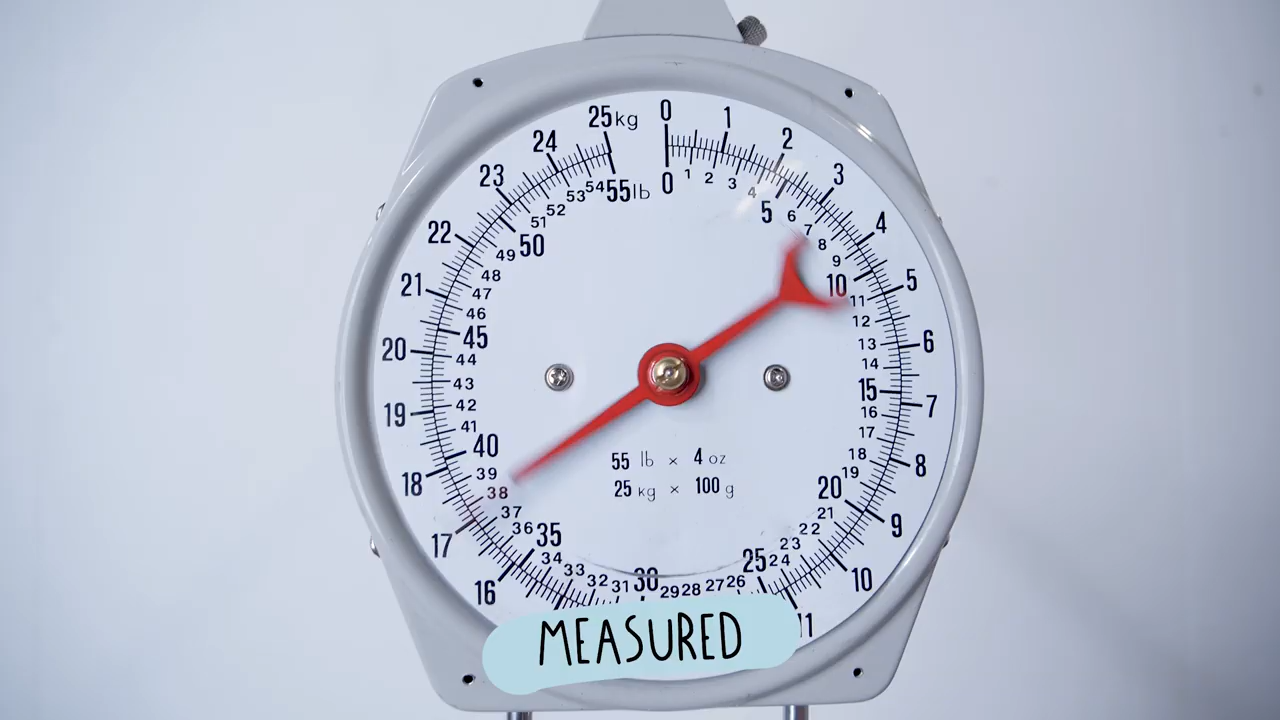 25 kg 0 1 2 3 4 5 6 7 8 9 10 11 16 17 18 19 20 21 22 23 24
0 1 2 3 4 5 6 7 8 9 10 11 12 13 14 15 16 17 18 19 20 21 22 23 24 25 26 27 28 29 30 31 32 33 34 35 36 37 38 39 40 41 42 43 44 45 46 47 48 49 50 51 52 53 54 55 lb
55 lb × 4 oz
25 kg × 100 g
MEASURED